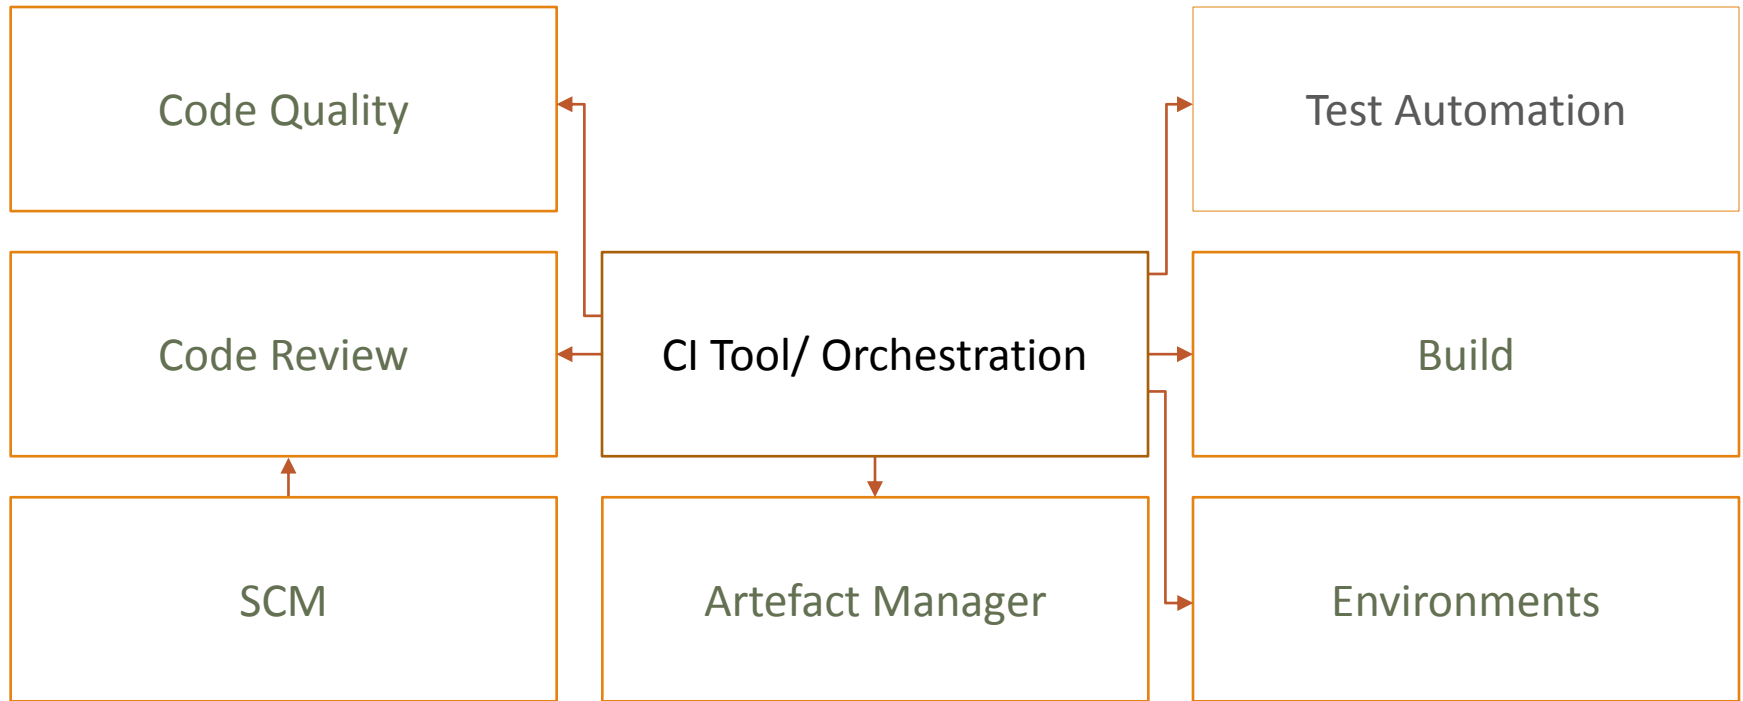 Code Quality
Test Automation
Code Review
CI Tool/ Orchestration
Build
SCM
Artefact Manager
Environments